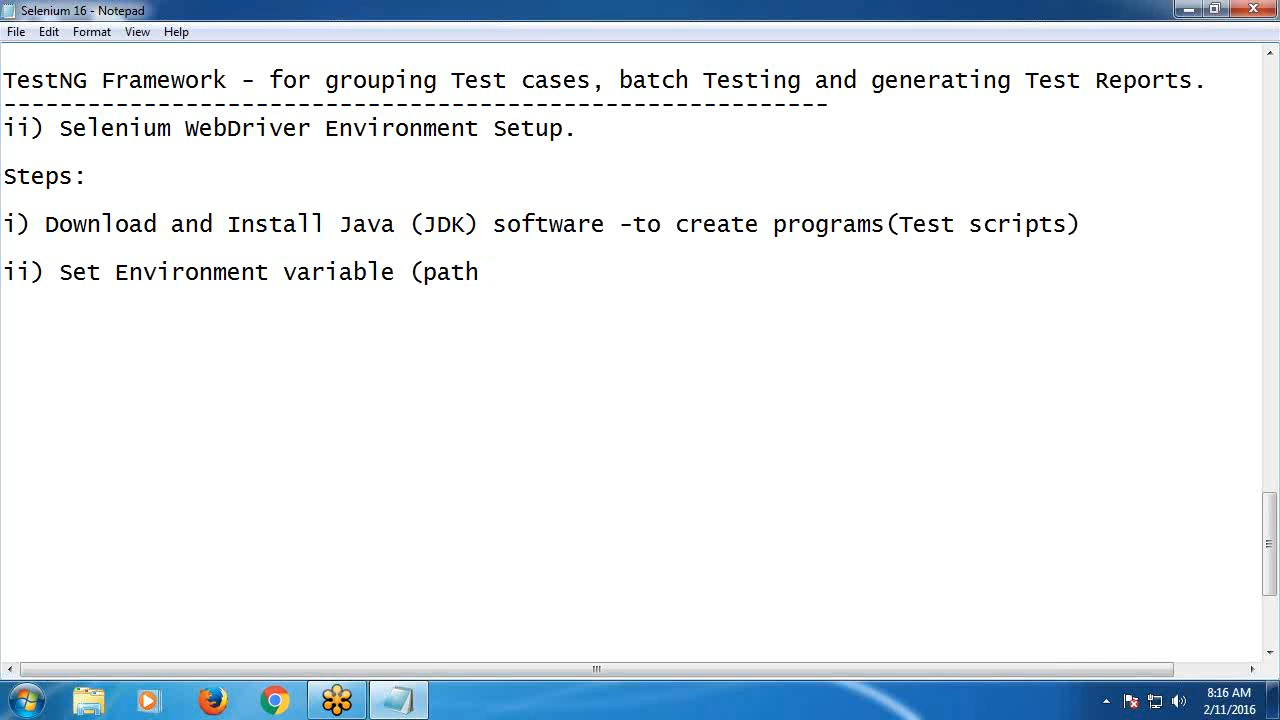 Selenium 16 - Notepad
File Edit Format View Help
TestNG Framework - for grouping Test cases, batch Testing and generating Test Reports.
-----------------------------------------------------------
ii) Selenium WebDriver Environment Setup.
Steps:
i) Download and Install Java (JDK) software -to create programs(Test scripts)
ii) Set Environment variable (path
8:16 AM
2/11/2016